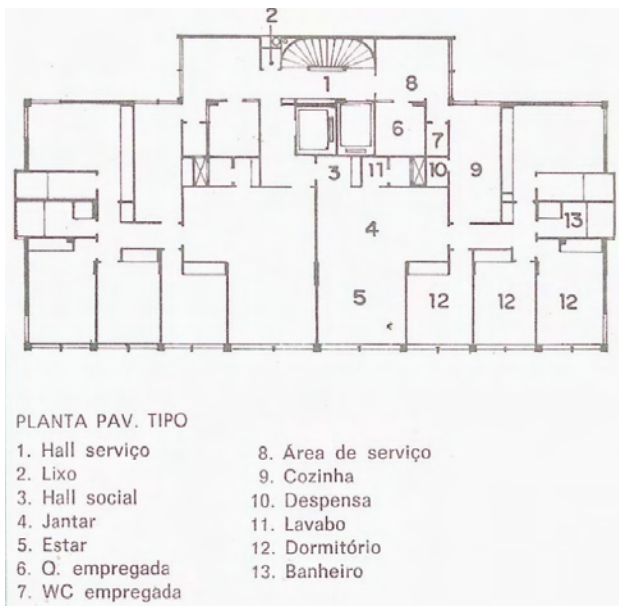 2
1
8
6
7
3
11
10
9
4
13
5
12
12
12
PLANTA PAV. TIPO
1. Hall serviço
2. Lixo
3. Hall social
4. Jantar
5. Estar
6. Q. empregada
7. WC empregada
8. Área de serviço
9. Cozinha
10. Despensa
11. Lavabo
12. Dormitório
13. Banheiro